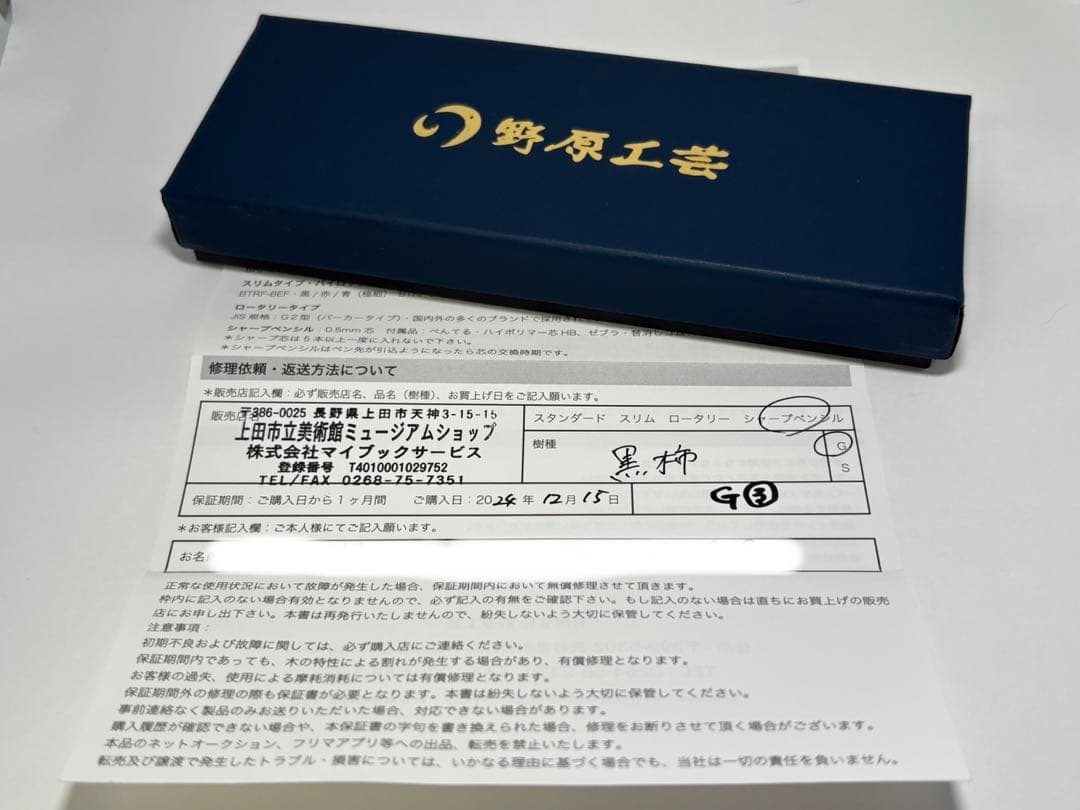 野原工芸
スリムタイプ・パイロ
BTRF-8EF・黒/赤/青（極細）
ロータリータイプ
JIS規格：G2型（パーカータイプ）・国内外の多くのブランドで採用され
シャープペンシル：0.5mm芯 付属品：ぺんてる・ハイポリマー芯HB、ゼブラ・替消しゴム
＊シャープ芯は5本以上一度に入れないで下さい。
＊シャープペンシルはペン先が引込ようになったら芯の交換時期です。
修理依頼・返送方法について
＊販売店記入欄：必ず販売店名、品名（樹種）、お買上げ日をご記入願います。
販売店名
〒386-0025 長野県上田市天神3-15-15
上田市立美術館ミュージアムショップ
株式会社マイブックサービス
登録番号 T4010001029752
TEL/FAX 0268-75-7351
スタンダード スリム ロータリー シャープペンシル
樹種 黒柿
G
S
保証期間：ご購入日から1ヶ月間 ご購入日：2024年12月15日
G③
＊お客様記入欄：ご本人様にてご記入願います。
お名
正常な使用状況において故障が発生した場合、保証期間内において無償修理させて頂きます。
枠内に記入のない場合有効となりませんので、必ず記入の有無をご確認下さい。もし記入のない場合は直ちにお買上げの販売
店にお申し出下さい。本書は再発行いたしませんので、紛失しないよう大切に保管してください。
注意事項：
初期不良および故障に関しては、必ず購入店にご連絡ください。
保証期間内であっても、木の特性による割れが発生する場合があり、有償修理となります。
お客様の過失、使用による摩耗消耗については有償修理となります。
保証期間外の修理の際も保証書が必要となります。本書は紛失しないよう大切に保管してください。
事前連絡なく製品のみお送りいただいた場合、対応できない場合があります。
購入履歴が確認できない場合や、本保証書の字句を書き換えられた場合、修理をお断りさせて頂く場合がございます。
本品のネットオークション、フリマアプリ等への出品、転売を禁止いたします。
転売及び譲渡で発生したトラブル・損害については、いかなる理由に基づく場合でも、当社は一切の責任を負いません。